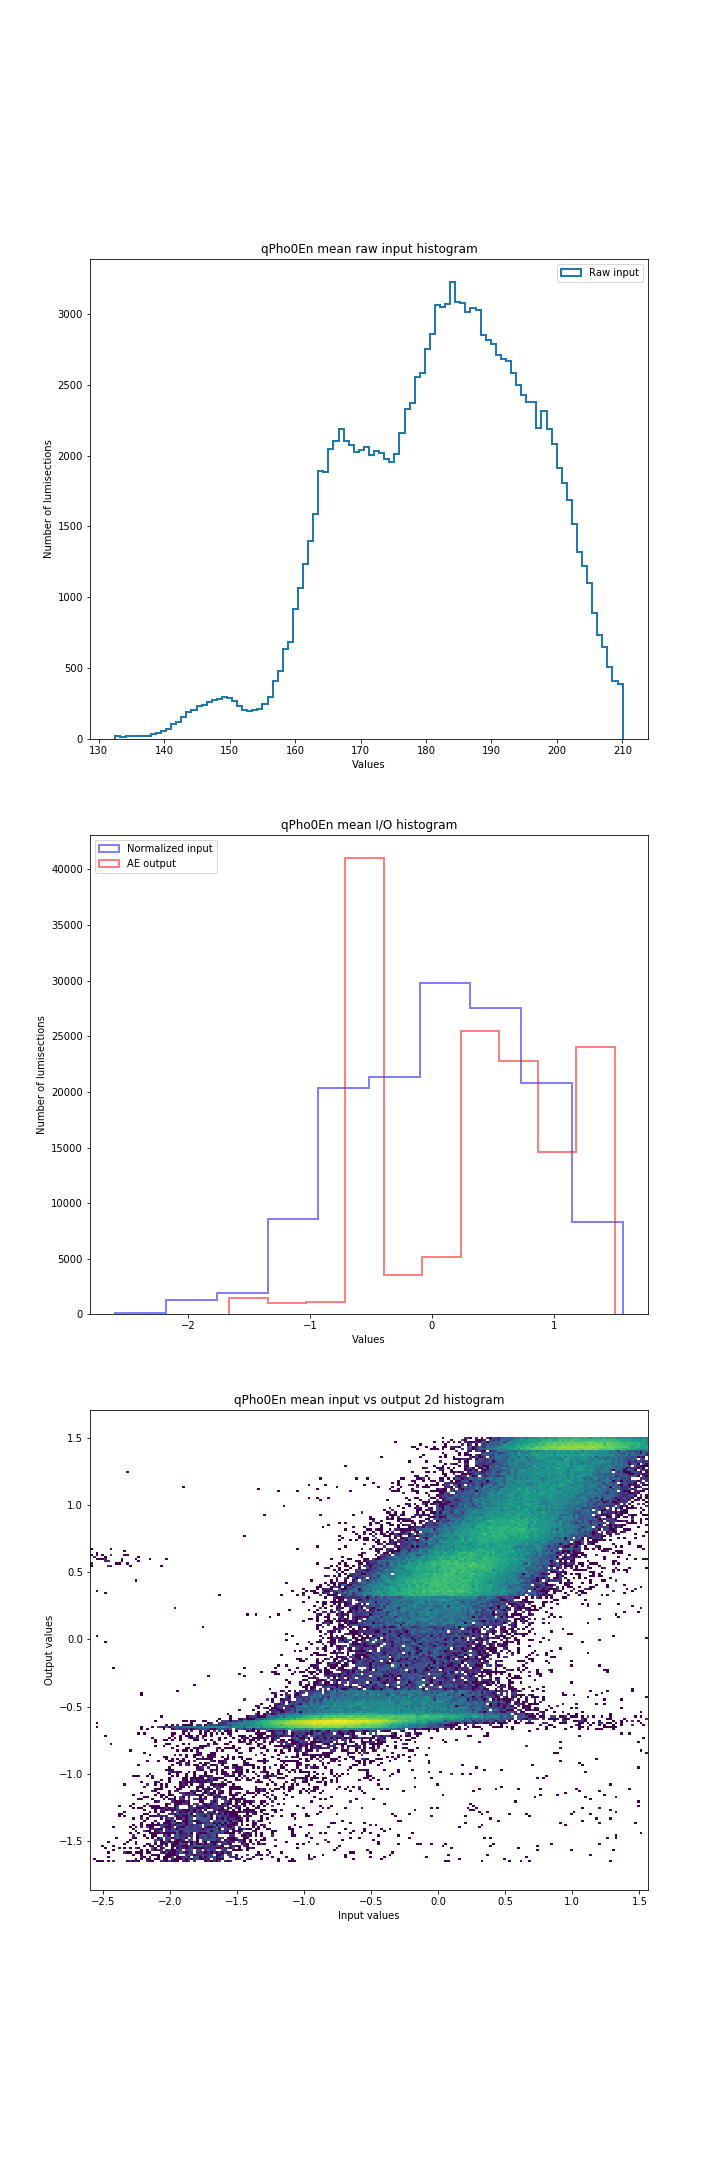 qPho0En mean raw input histogram
Raw input
3000
2500
2000
1500
1000
500
0
Number of lumisections
130 140 150 160 170 180 190 200 210
Values
qPho0En mean I/O histogram
Normalized input
AE output
40000
35000
30000
25000
20000
15000
10000
5000
0
Number of lumisections
−2 −1 0 1
Values
qPho0En mean input vs output 2d histogram
1.5
1.0
0.5
0.0
−0.5
−1.0
−1.5
Output values
−2.5 −2.0 −1.5 −1.0 −0.5 0.0 0.5 1.0 1.5
Input values